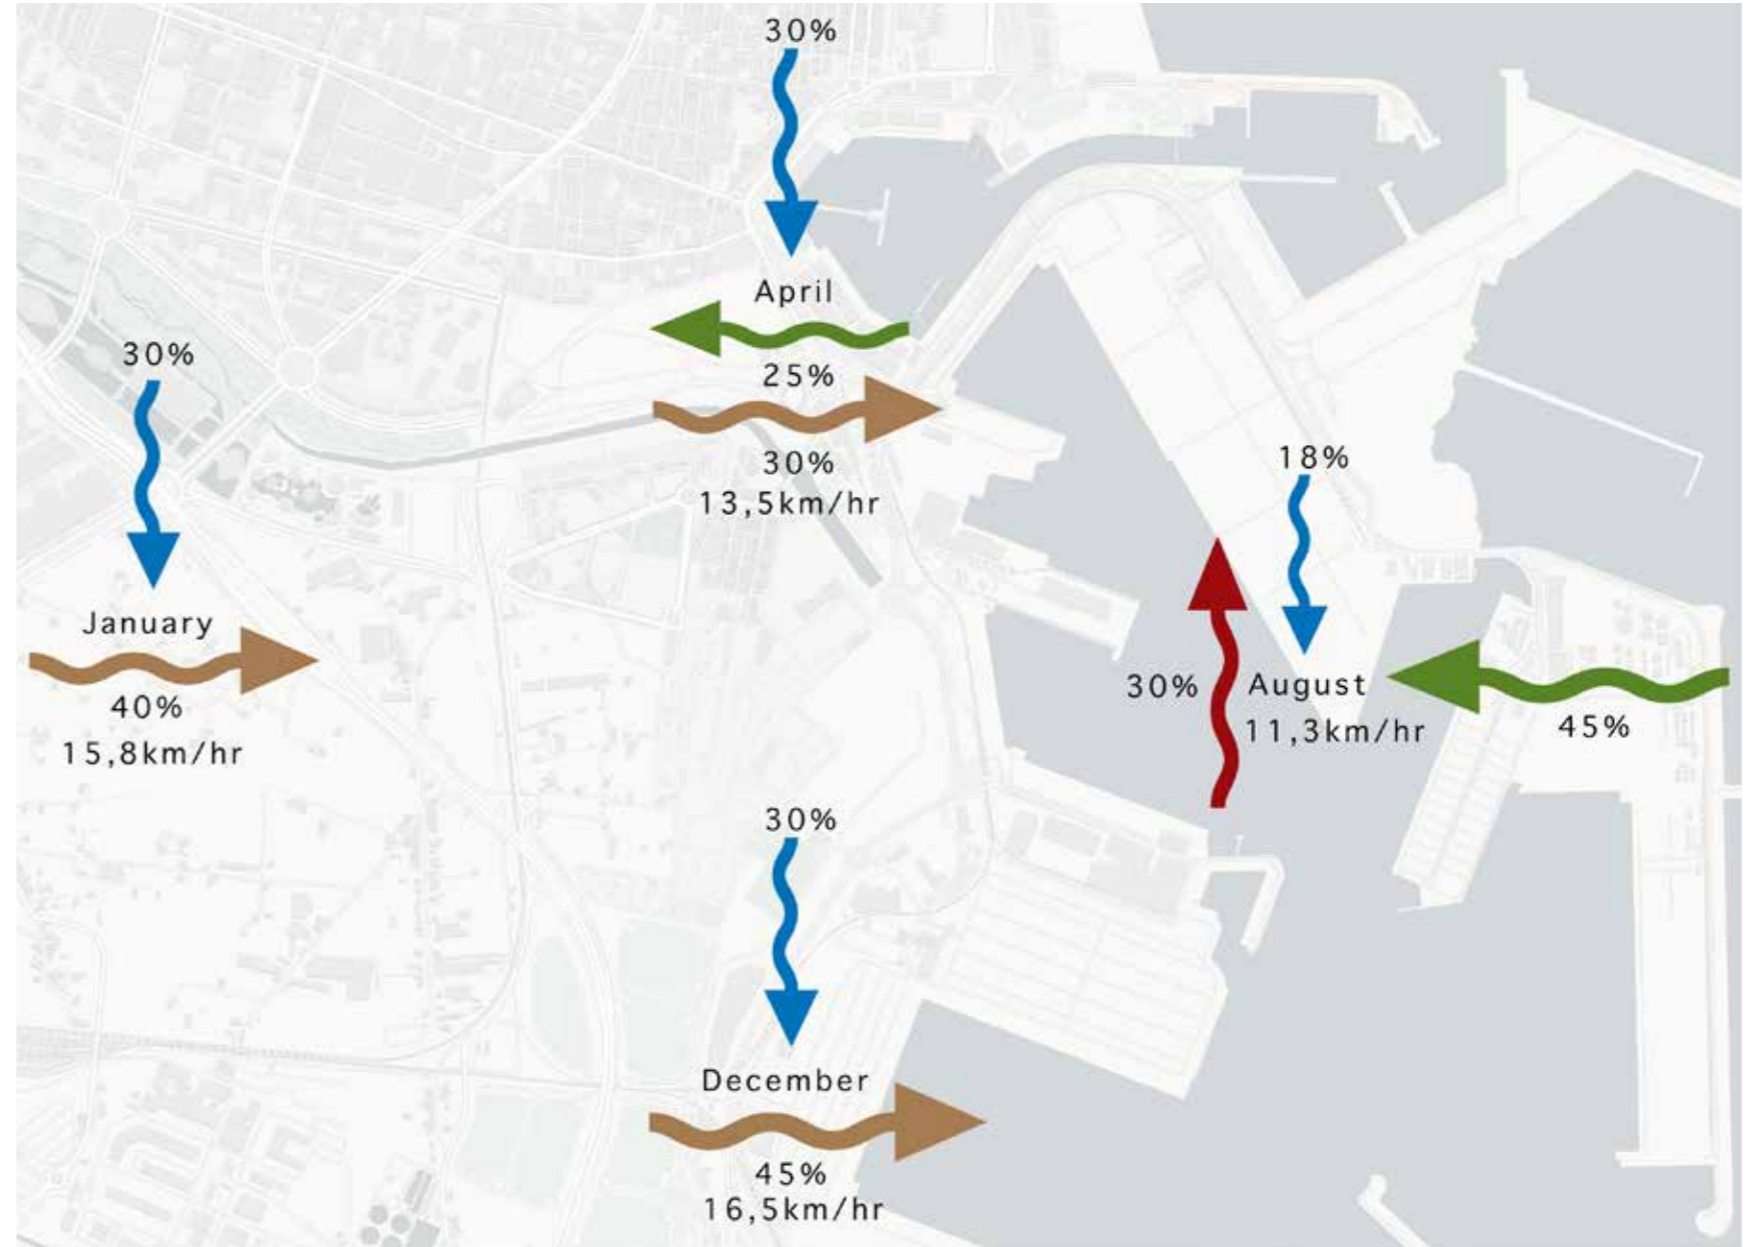 30%
April
25%
30%
13,5km/hr
30%
January
40%
15,8km/hr
18%
30%
August
11,3km/hr
45%
30%
December
45%
16,5km/hr